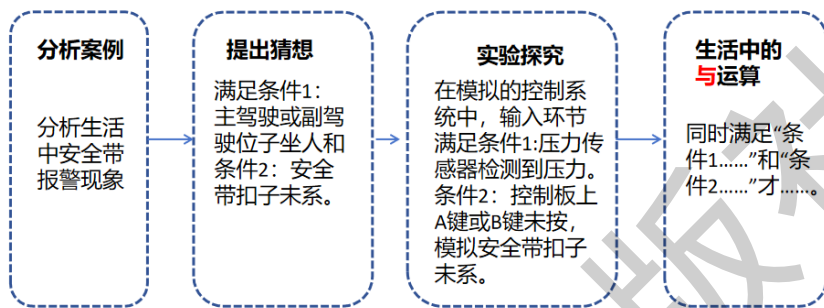 分析案例
分析生活
中安全带
报警现象
提出猜想
满足条件1：
主驾驶或副驾
驶位子坐人和
条件2：安全
带扣子未系。
实验探究
在模拟的控制系
统中，输入环节
满足条件1:压力传
感器检测到压力。
条件2：控制板上
A键或B键未按，
模拟安全带扣子
未系。
生活中的
与运算
同时满足“条
件1……”和“条
件2……”才……。
版社